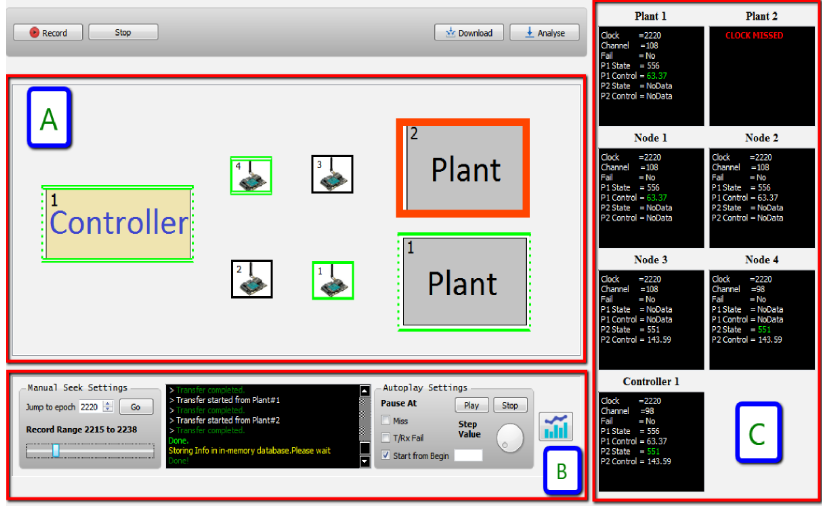 Record
Stop
Download
Analyse
A
4
3
2
Plant
1
Controller
2
1
1
Plant
Manual Seek Settings
Jump to epoch 2220 Go
Record Range 2215 to 2238
> Transfer completed.
> Transfer started from Plant#1
> Transfer completed.
> Transfer started from Plant#2
> Transfer completed.
Done.
Storing Info in in-memory database.Please wait
Done!
Autoplay Settings
Pause At
Play
Stop
Miss
T/Rx Fail
Step
Value
Start from Begin
B
Plant 1
Clock =2220
Channel =108
Fail = No
P1 State = 556
P1 Control = 63.37
P2 State = NoData
P2 Control = NoData
Plant 2
CLOCK MISSED
Node 1
Clock =2220
Channel =108
Fail = No
P1 State = 556
P1 Control = 63.37
P2 State = NoData
P2 Control = NoData
Node 2
Clock =2220
Channel =108
Fail = No
P1 State = 556
P1 Control = 63.37
P2 State = NoData
P2 Control = NoData
Node 3
Clock =2220
Channel =108
Fail = No
P1 State = NoData
P1 Control = NoData
P2 State = 551
P2 Control = 143.59
Node 4
Clock =2220
Channel =98
Fail = No
P1 State = NoData
P1 Control = NoData
P2 State = 551
P2 Control = 143.59
Controller 1
Clock =2220
Channel =98
Fail = No
P1 State = 556
P1 Control = 63.37
P2 State = 551
P2 Control = 143.59
C